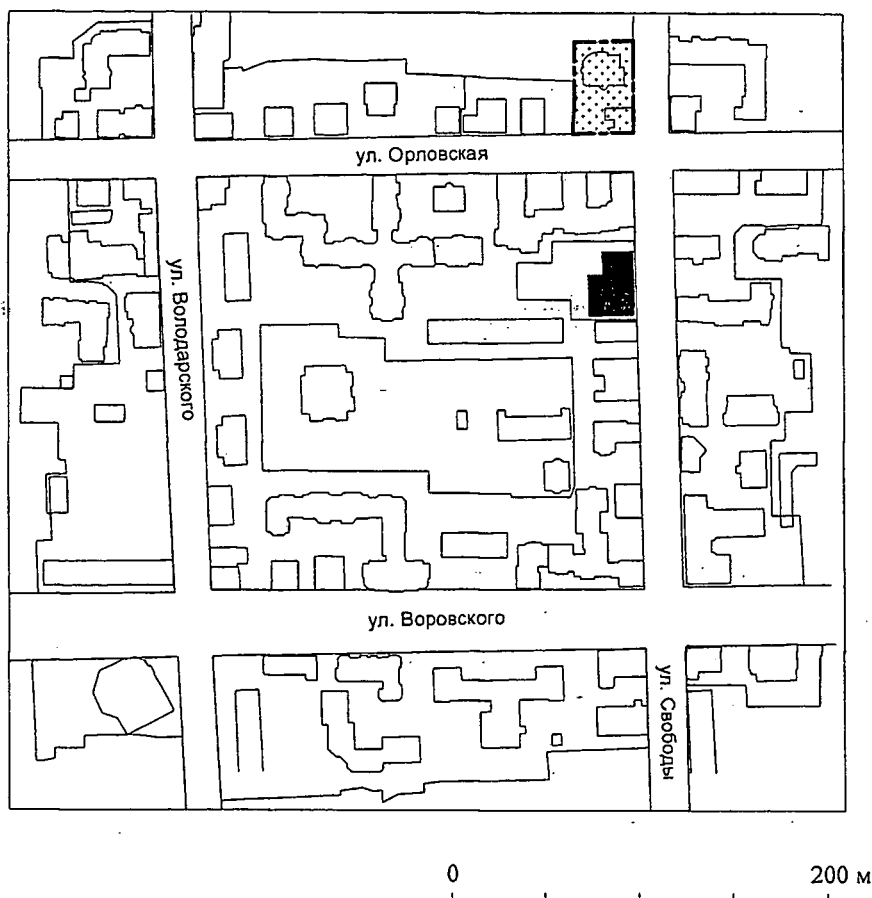 ул. Орловская
ул. Володарского
ул. Воровского
ул. Свободы
0 200 м